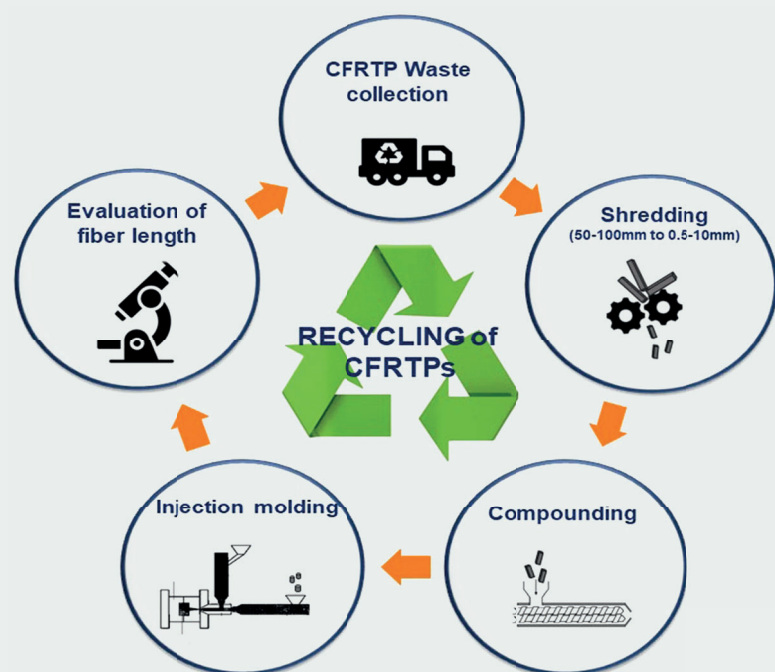 CFRTP Waste
collection
Shredding
(50-100mm to 0.5-10mm)
Compounding
Injection molding
Evaluation of
fiber length
RECYCLING of
CFRTPs